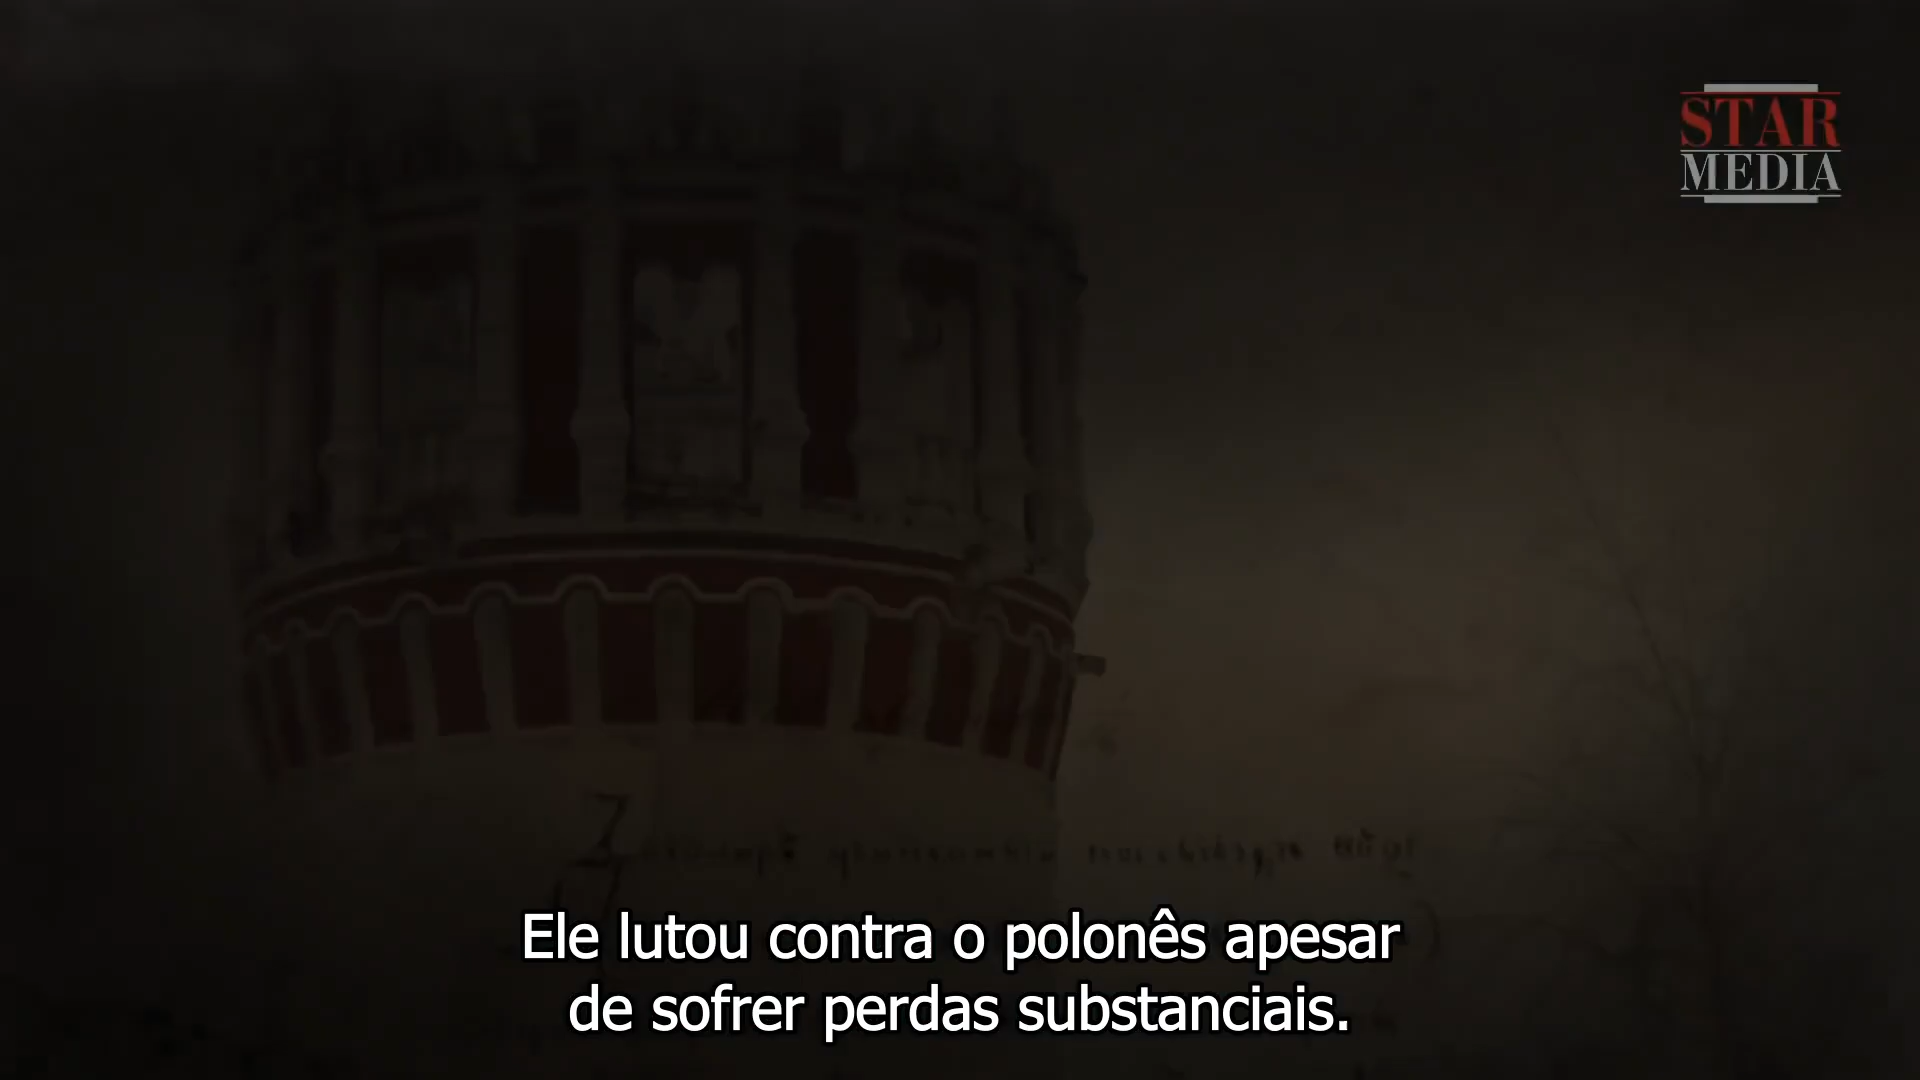 STAR
MEDIA
Ele lutou contra o polonês apesar
de sofrer perdas substanciais.